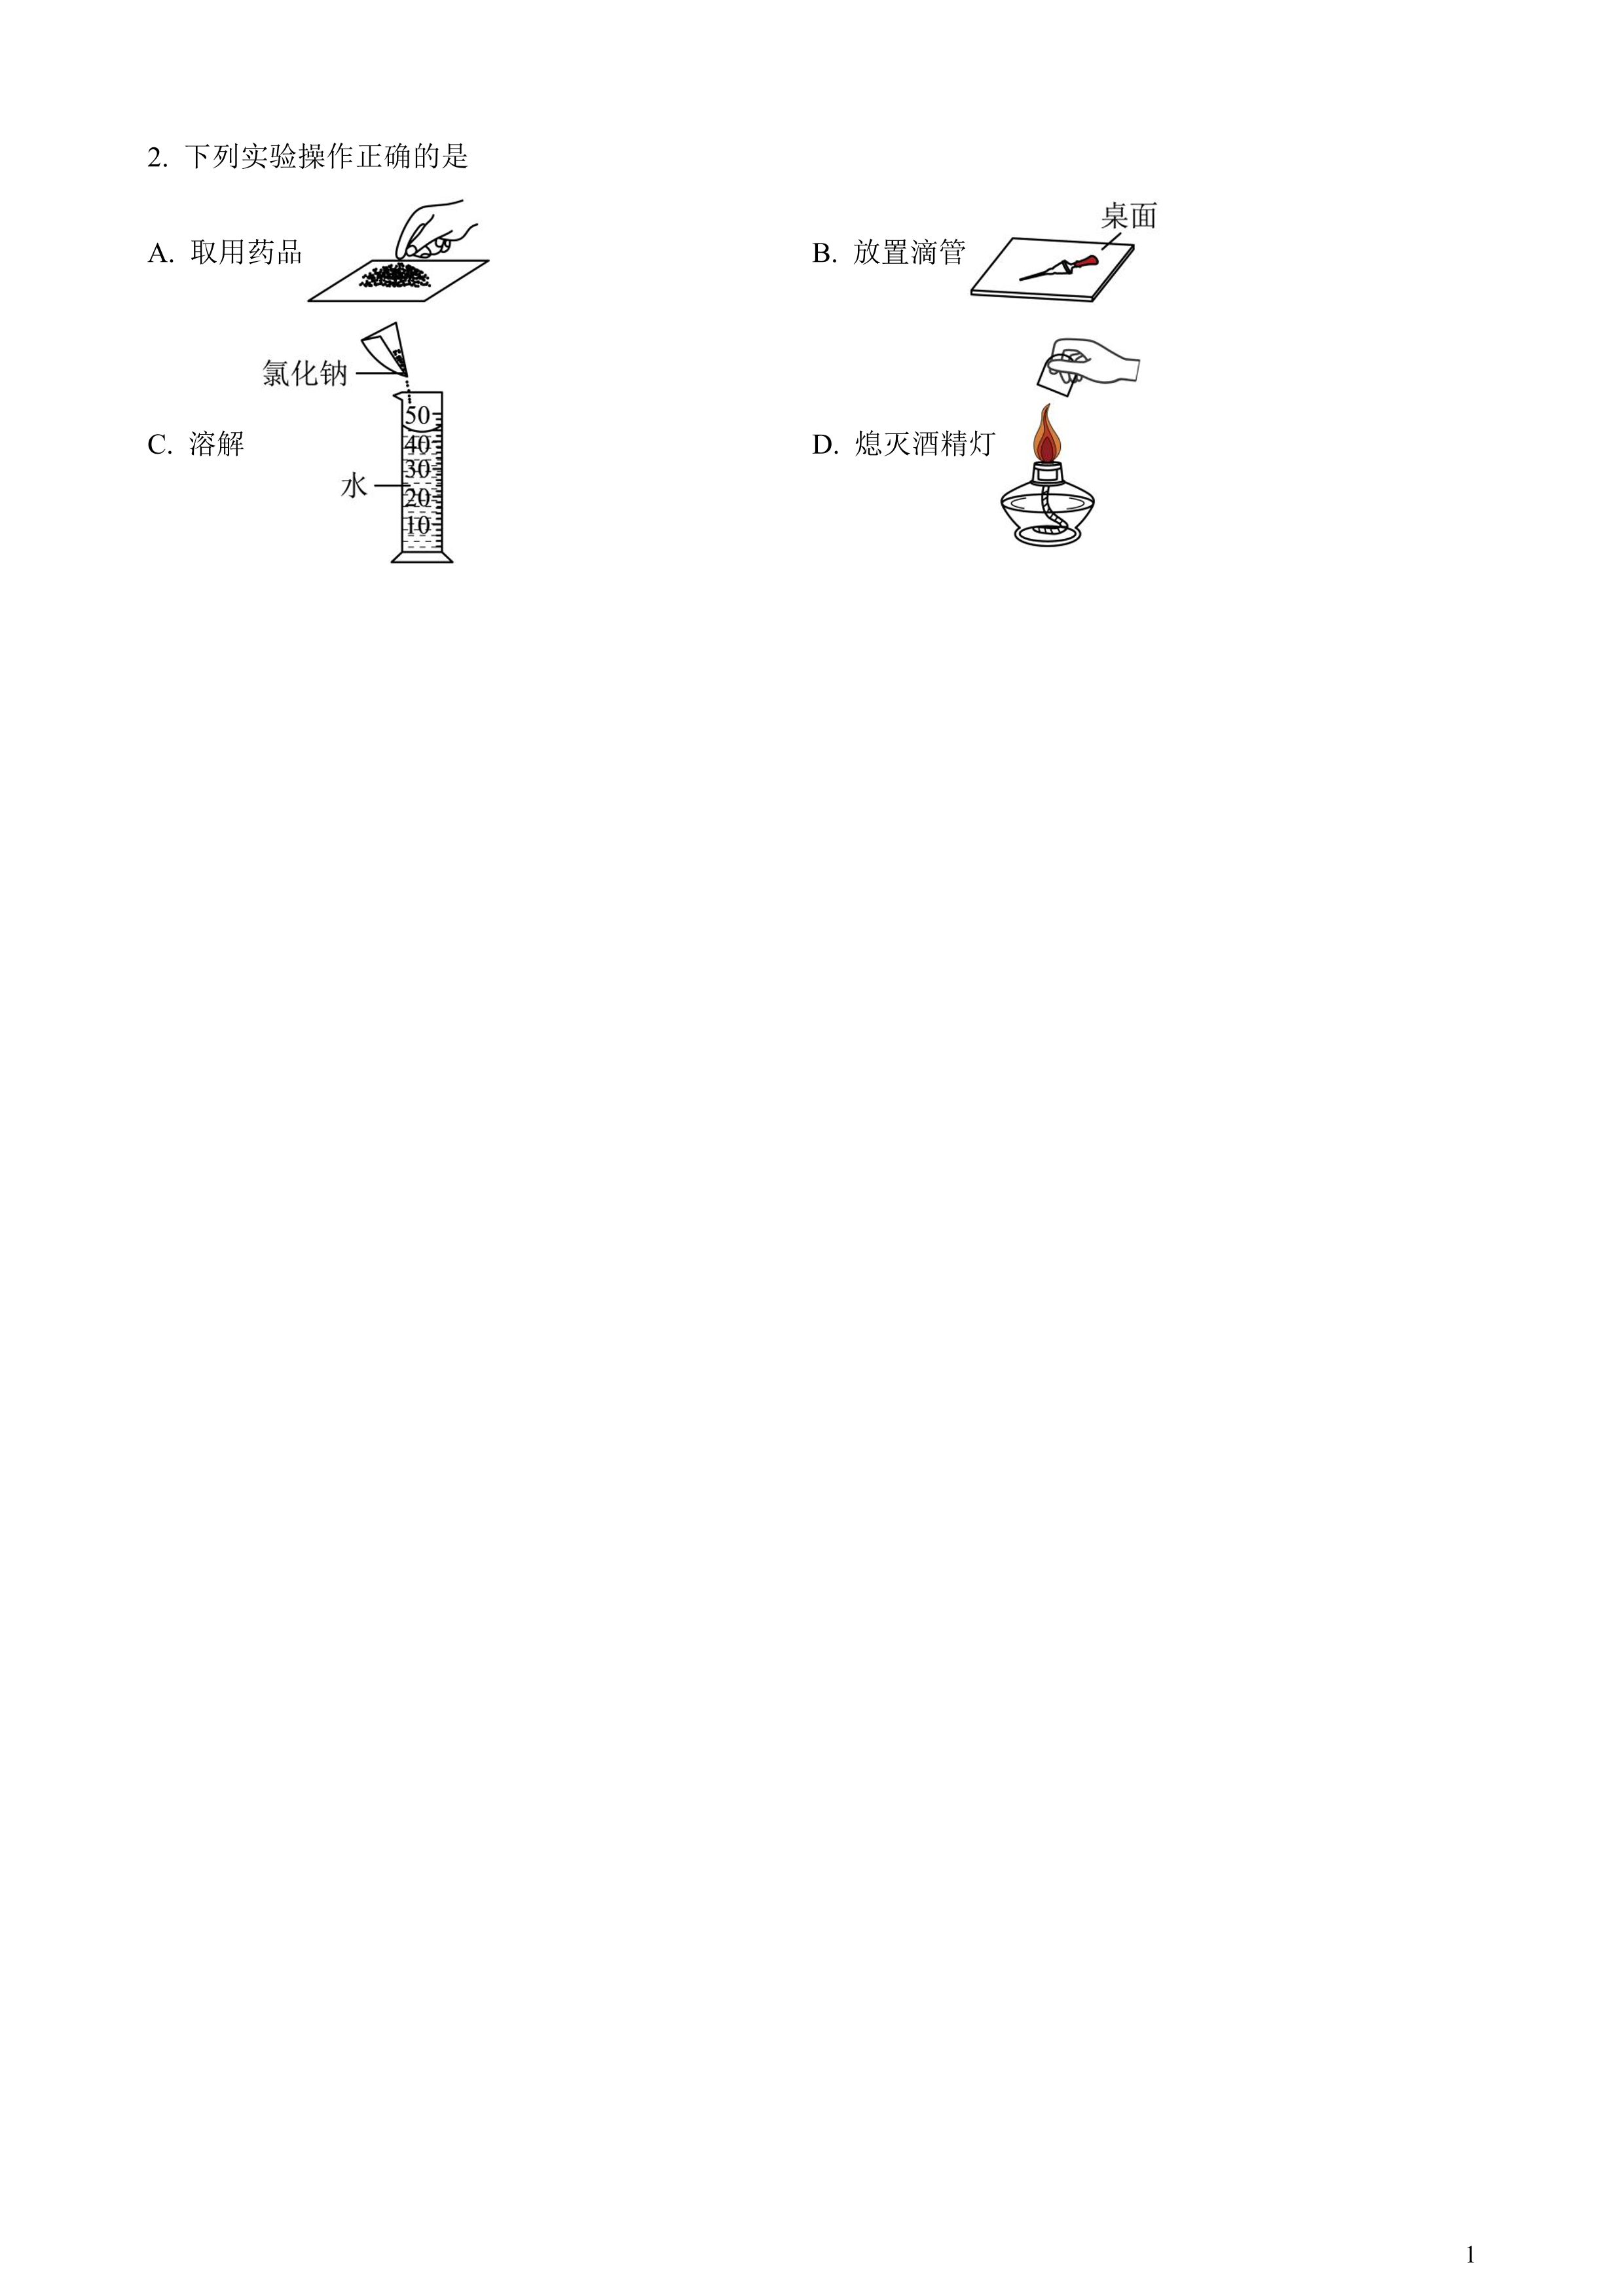 2. 下列实验操作正确的是
A. 取用药品
B. 放置滴管
桌面
C. 溶解
氯化钠
水
50
40
30
20
10
D. 熄灭酒精灯
1